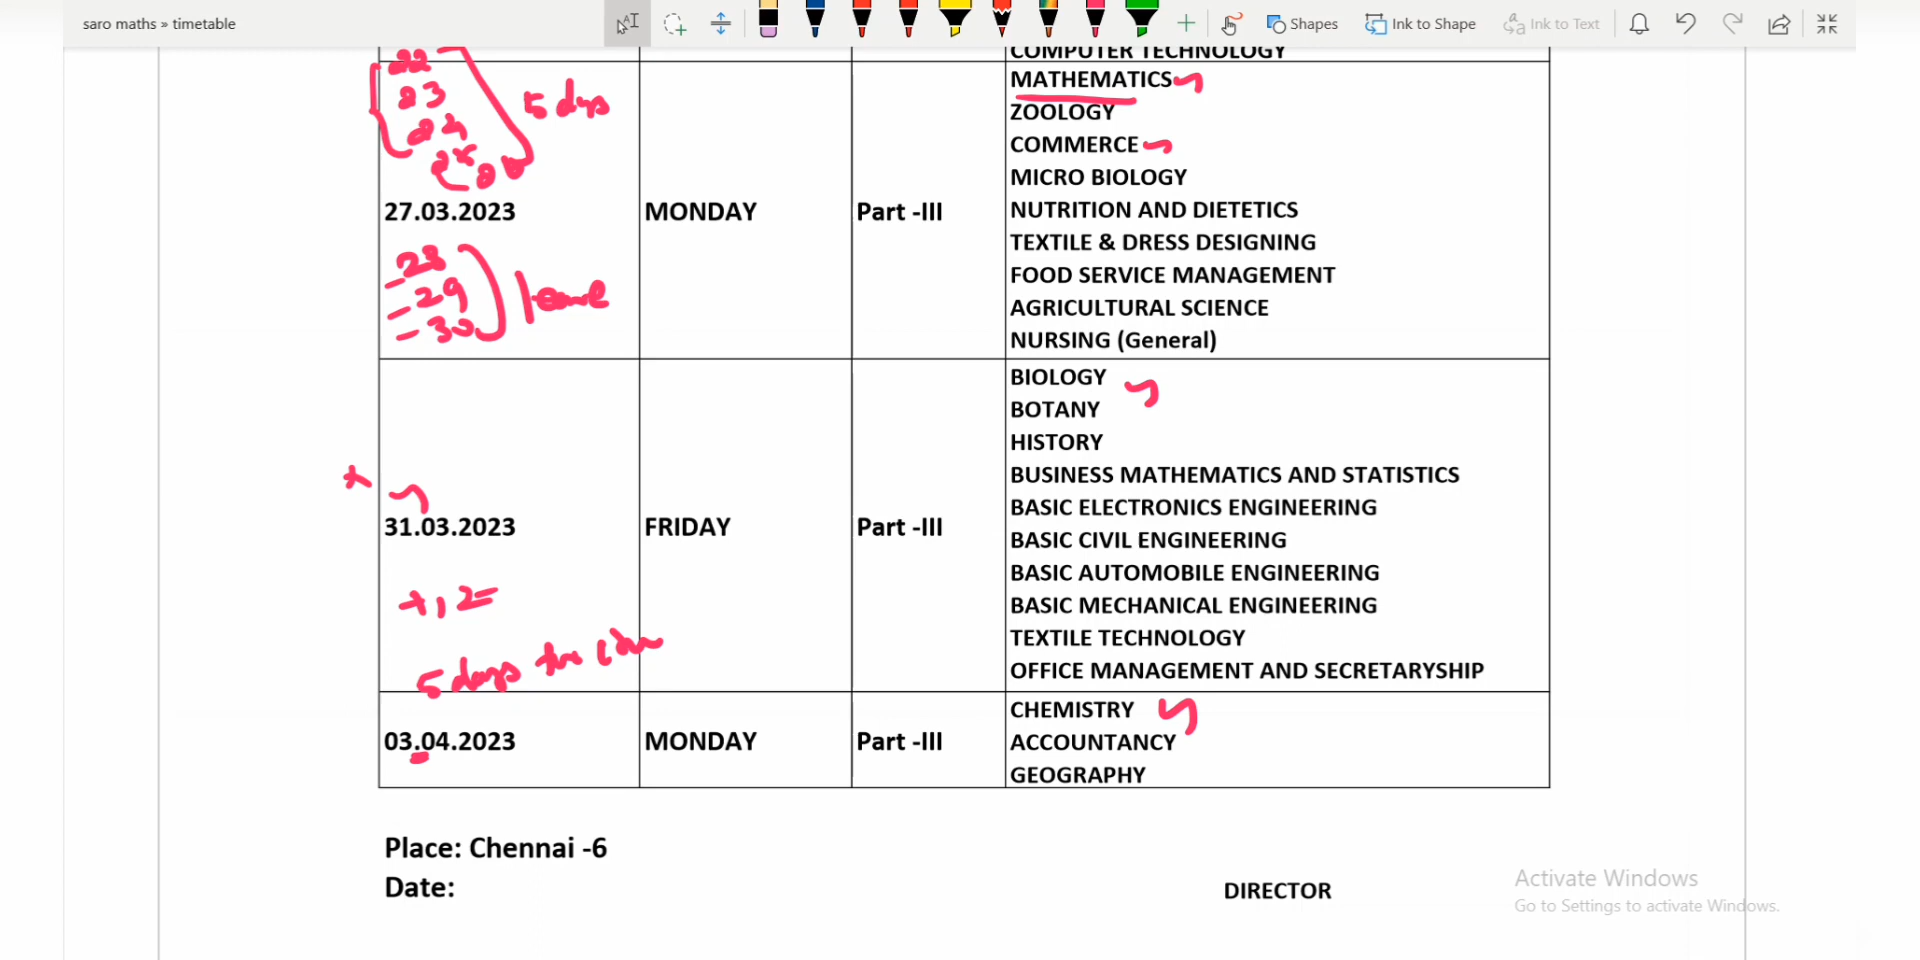 saro maths » timetable
Shapes
Ink to Shape
Ink to Text
COMPUTER TECHNOLOGY
22
23
24
25
5 days
27.03.2023
MONDAY
Part -III
MATHEMATICS
ZOOLOGY
COMMERCE
MICRO BIOLOGY
NUTRITION AND DIETETICS
TEXTILE & DRESS DESIGNING
FOOD SERVICE MANAGEMENT
AGRICULTURAL SCIENCE
NURSING (General)
28
29
30
leave
31.03.2023
FRIDAY
Part -III
BIOLOGY
BOTANY
HISTORY
BUSINESS MATHEMATICS AND STATISTICS
BASIC ELECTRONICS ENGINEERING
BASIC CIVIL ENGINEERING
BASIC AUTOMOBILE ENGINEERING
BASIC MECHANICAL ENGINEERING
TEXTILE TECHNOLOGY
OFFICE MANAGEMENT AND SECRETARYSHIP
+1, 2
5 days
03.04.2023
MONDAY
Part -III
CHEMISTRY
ACCOUNTANCY
GEOGRAPHY
Place: Chennai -6
Date:
DIRECTOR
Activate Windows
Go to Settings to activate Windows.